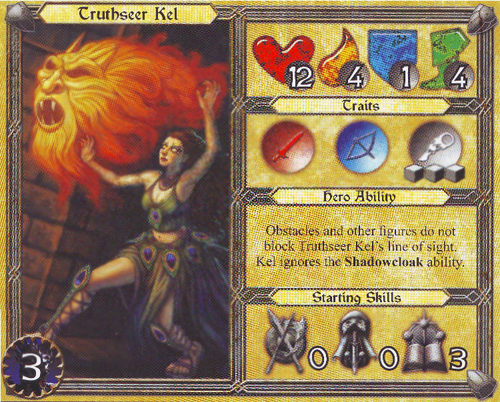 Truthseer Kel
12 4 1 4
Traits
Hero Ability
Obstacles and other figures do not
block Truthseer Kel's line of sight.
Kel ignores the Shadowcloak ability.
Starting Skills
0 0 3
3